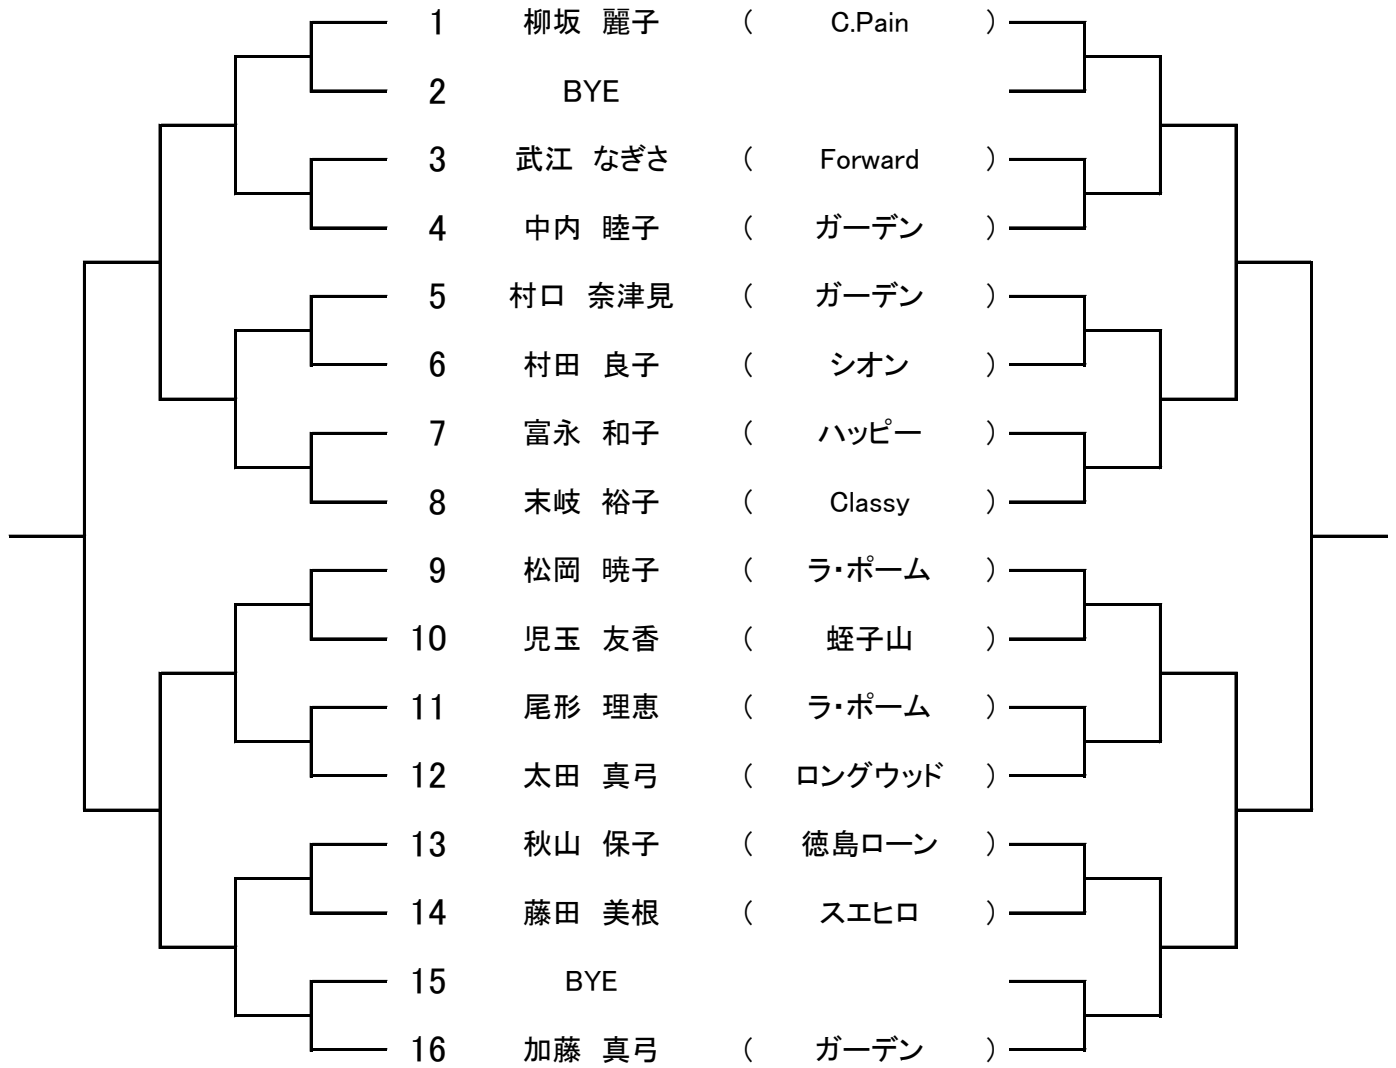 1 柳坂 麗子 ( C.Pain )
2 BYE
3 武江 なぎさ ( Forward )
4 中内 睦子 ( ガーデン )
5 村口 奈津見 ( ガーデン )
6 村田 良子 ( シオン )
7 富永 和子 ( ハッピー )
8 末岐 裕子 ( Classy )
9 松岡 暁子 ( ラ・ポーム )
10 児玉 友香 ( 蛭子山 )
11 尾形 理恵 ( ラ・ポーム )
12 太田 真弓 ( ロングウッド )
13 秋山 保子 ( 徳島ローン )
14 藤田 美根 ( スエヒロ )
15 BYE
16 加藤 真弓 ( ガーデン )